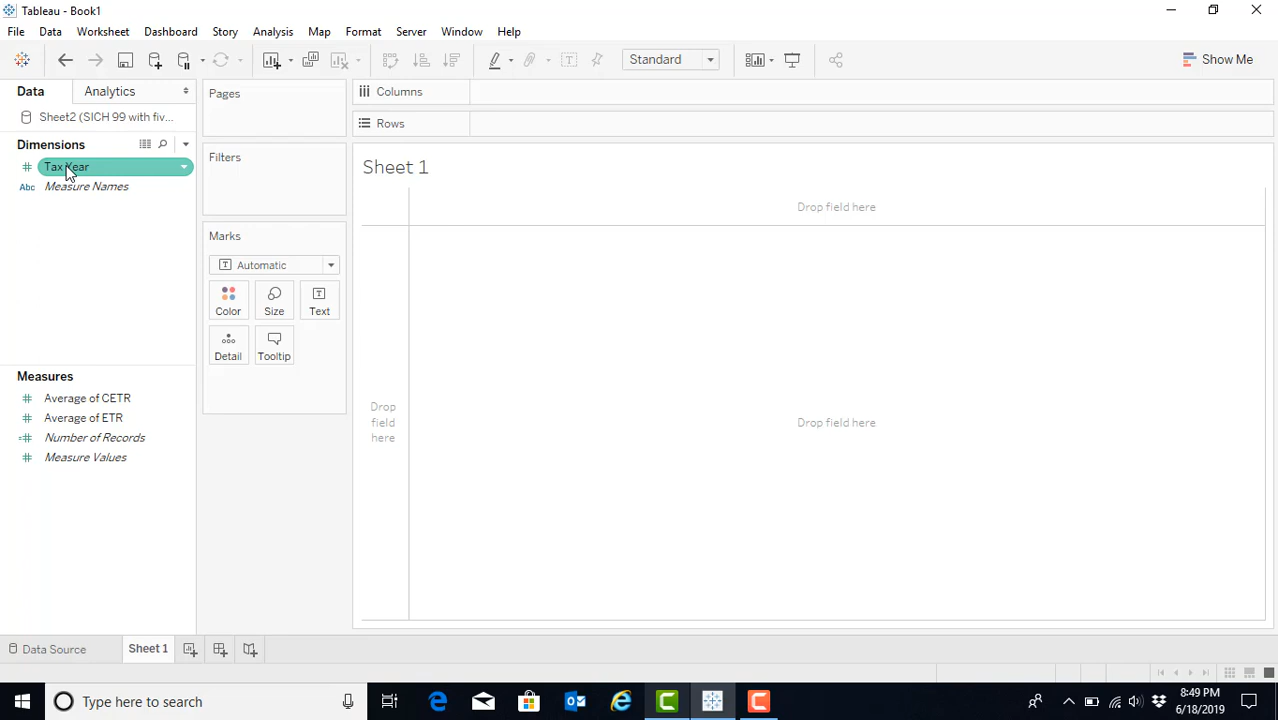 Tableau - Book1
File Data Worksheet Dashboard Story Analysis Map Format Server Window Help
Standard
Show Me
Data Analytics
Pages
Columns
Sheet2 (SICH 99 with fiv...
Rows
Dimensions
Filters
Tax Year
Sheet 1
Abc Measure Names
Drop field here
Marks
Automatic
Color Size Text
Detail Tooltip
Measures
Average of CETR
Average of ETR
Number of Records
Measure Values
Drop
field
here
Drop field here
Data Source Sheet 1
Type here to search
8:49 PM
6/18/2019